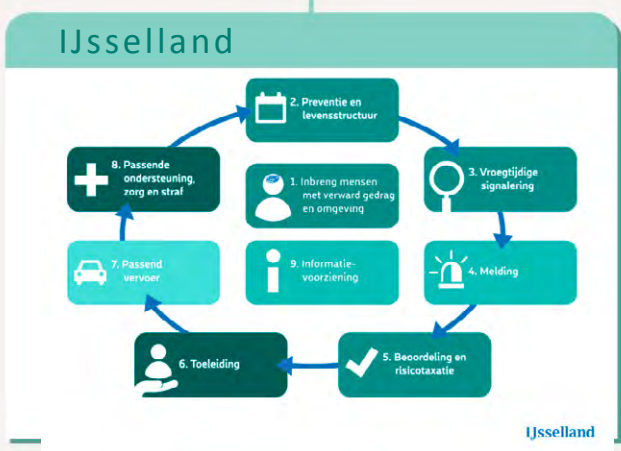 IJsselland
2. Preventie en
levensstructuur
8. Passende
ondersteuning,
zorg en straf
1. Inbreng mensen
met verward gedrag
en omgeving
3. Vroegtijdige
signalering
7. Passend
vervoer
9. Informatie-
voorziening
4. Melding
6. Toeleiding
5. Beoordeling en
risicotaxatie
IJsselland